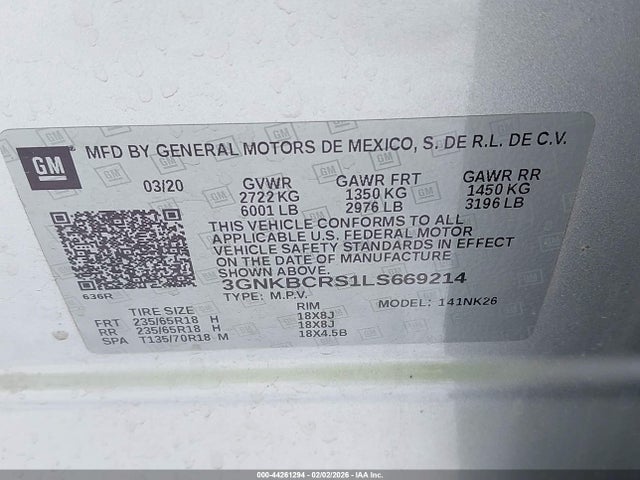 GM
MFD BY GENERAL MOTORS DE MEXICO, S. DE R.L. DE C.V.
03/20 GVWR GAWR FRT GAWR RR
2722 KG 1350 KG 1450 KG
6001 LB 2976 LB 3196 LB
THIS VEHICLE CONFORMS TO ALL
APPLICABLE U.S. FEDERAL MOTOR
VEHICLE SAFETY STANDARDS IN EFFECT
ON THE DATE OF MANUFACTURE
SHOWN ABOVE.
3GNKBCRS1LS669214
636R
TYPE: M.P.V. MODEL: 141NK26
TIRE SIZE RIM
FRT 235/65R18 H 18X8J
RR 235/65R18 H 18X8J
SPA T135/70R18 M 18X4.5B
000-44261294 - 02/02/2026 - IAA Inc.